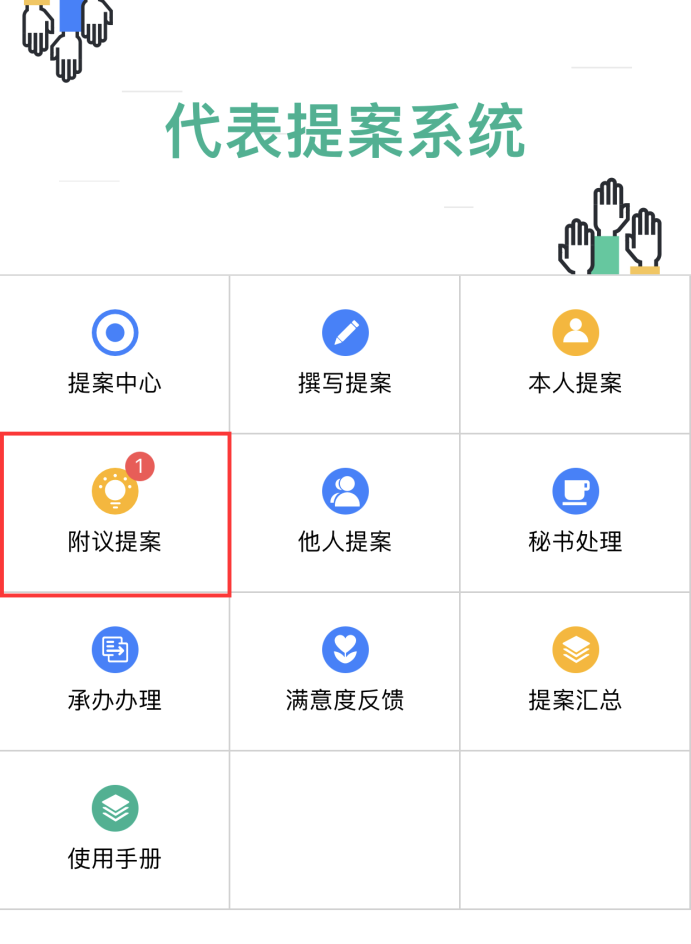 代表提案系统
提案中心
撰写提案
本人提案
1
附议提案
他人提案
秘书处理
承办办理
满意度反馈
提案汇总
使用手册